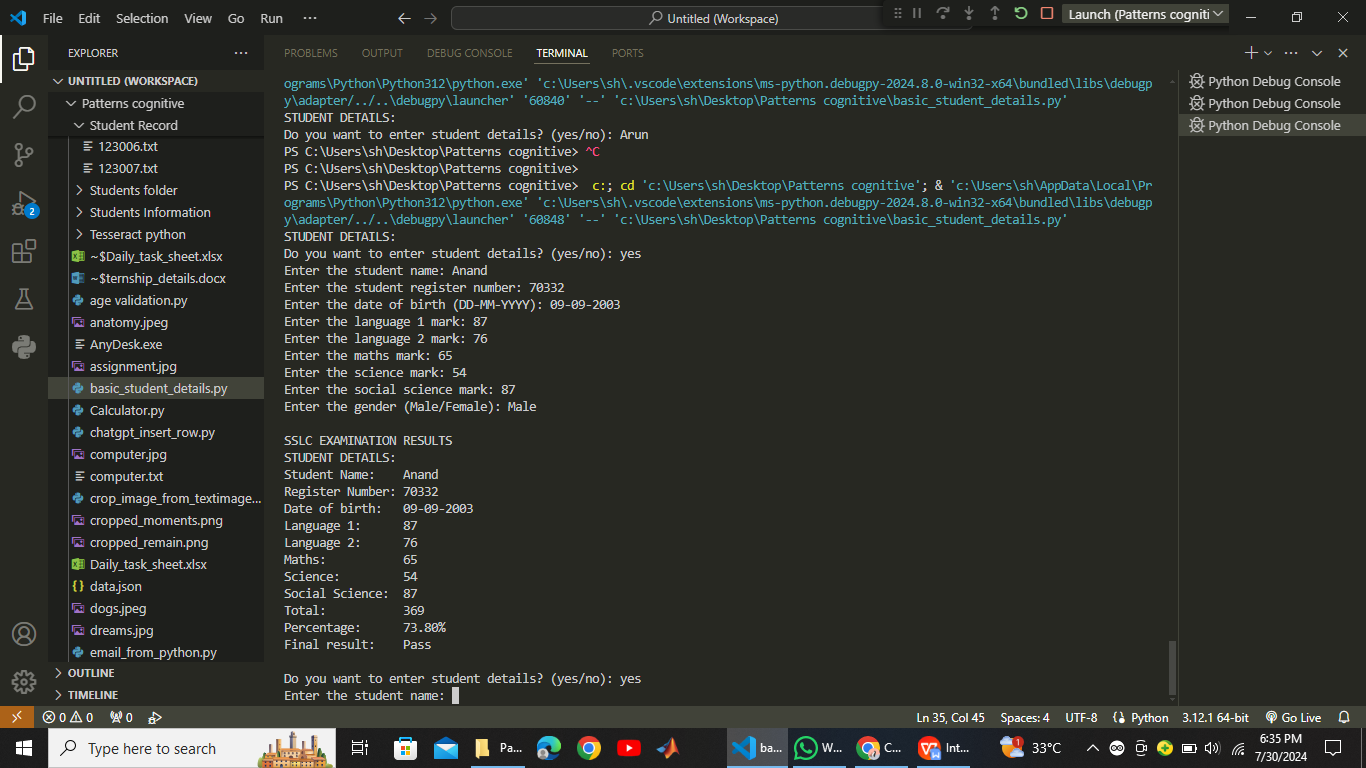 File Edit Selection View Go Run ··· Untitled (Workspace) Launch (Patterns cogniti
EXPLORER ···
UNTITLED (WORKSPACE)
Patterns cognitive
Student Record
123006.txt
123007.txt
Students folder
Students Information
Tesseract python
~$Daily_task_sheet.xlsx
~$ternship_details.docx
age validation.py
anatomy.jpeg
AnyDesk.exe
assignment.jpg
basic_student_details.py
Calculator.py
chatgpt_insert_row.py
computer.jpg
computer.txt
crop_image_from_textimage...
cropped_moments.png
cropped_remain.png
Daily_task_sheet.xlsx
data.json
dogs.jpeg
dreams.jpg
email_from_python.py
OUTLINE
TIMELINE
2
PROBLEMS OUTPUT DEBUG CONSOLE TERMINAL PORTS
ograms\Python\Python312\python.exe' 'c:\Users\sh\.vscode\extensions\ms-python.debugpy-2024.8.0-win32-x64\bundled\libs\debugp
y\adapter/../..\debugpy\launcher' '60840' '--' 'c:\Users\sh\Desktop\Patterns cognitive\basic_student_details.py'
STUDENT DETAILS:
Do you want to enter student details? (yes/no): Arun
PS C:\Users\sh\Desktop\Patterns cognitive> ^C
PS C:\Users\sh\Desktop\Patterns cognitive>
PS C:\Users\sh\Desktop\Patterns cognitive> c:; cd 'c:\Users\sh\Desktop\Patterns cognitive'; & 'c:\Users\sh\AppData\Local\Pr
ograms\Python\Python312\python.exe' 'c:\Users\sh\.vscode\extensions\ms-python.debugpy-2024.8.0-win32-x64\bundled\libs\debugp
y\adapter/../..\debugpy\launcher' '60848' '--' 'c:\Users\sh\Desktop\Patterns cognitive\basic_student_details.py'
STUDENT DETAILS:
Do you want to enter student details? (yes/no): yes
Enter the student name: Anand
Enter the student register number: 70332
Enter the date of birth (DD-MM-YYYY): 09-09-2003
Enter the language 1 mark: 87
Enter the language 2 mark: 76
Enter the maths mark: 65
Enter the science mark: 54
Enter the social science mark: 87
Enter the gender (Male/Female): Male
SSLC EXAMINATION RESULTS
STUDENT DETAILS:
Student Name: Anand
Register Number: 70332
Date of birth: 09-09-2003
Language 1: 87
Language 2: 76
Maths: 65
Science: 54
Social Science: 87
Total: 369
Percentage: 73.80%
Final result: Pass
Do you want to enter student details? (yes/no): yes
Enter the student name:
Python Debug Console
Python Debug Console
Python Debug Console
0 0 0 Ln 35, Col 45 Spaces: 4 UTF-8 Python 3.12.1 64-bit Go Live
Type here to search Pa... ba... W... C... Int... 1 33°C 6:35 PM
7/30/2024